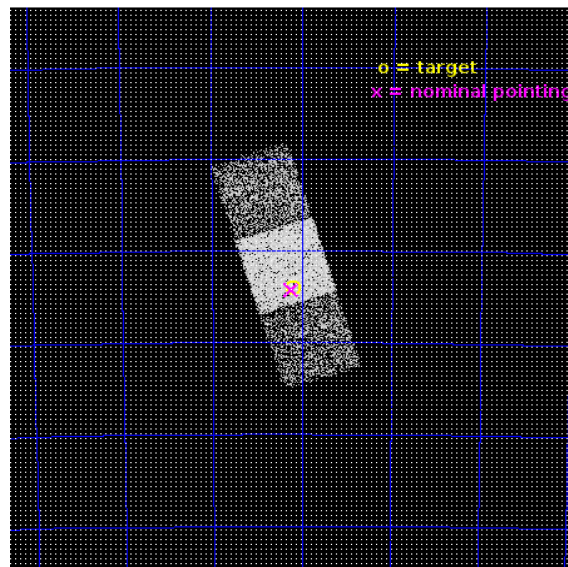 o = target
x = nominal pointing